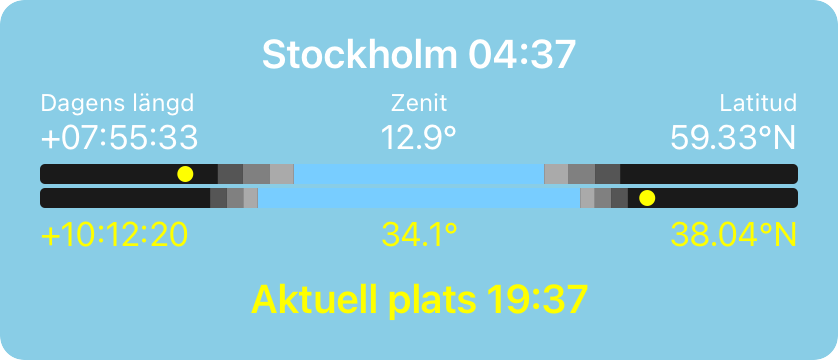 Stockholm 04:37
Dagens längd Zenit Latitud
+07:55:33 12.9° 59.33°N
+10:12:20 34.1° 38.04°N
Aktuell plats 19:37